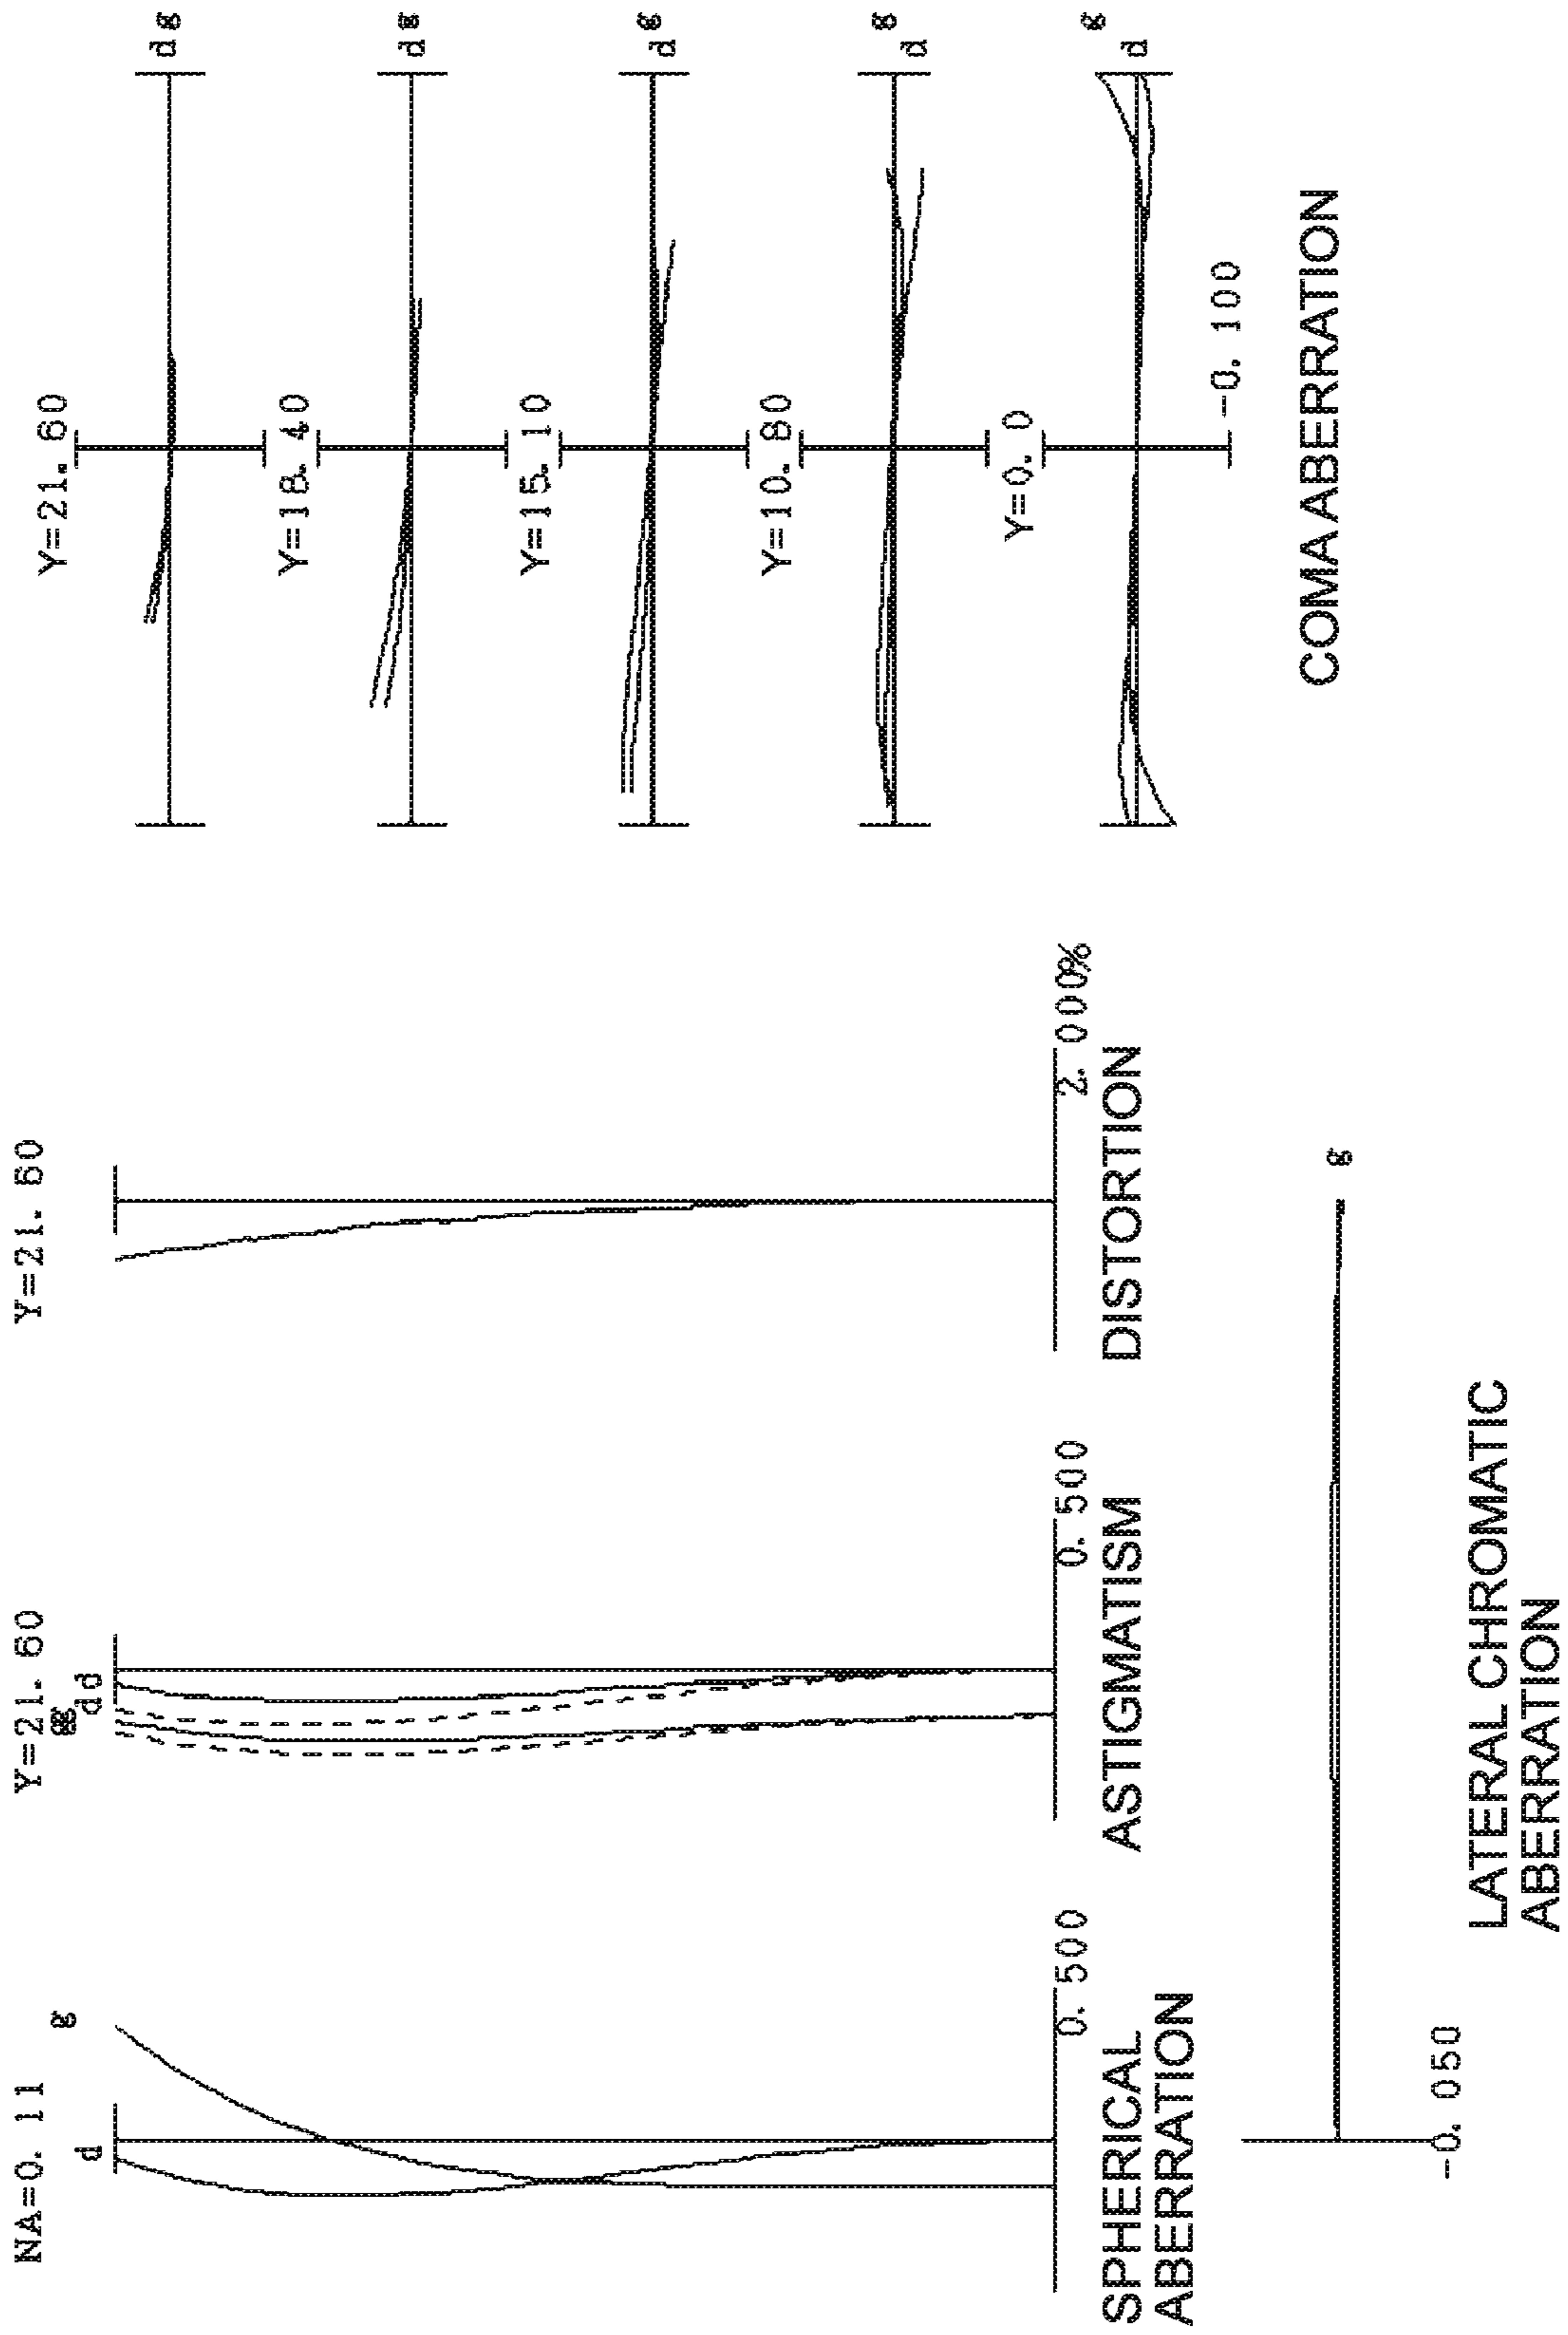 NA=0. 11
d
g
0. 500
SPHERICAL
ABERRATION
Y=21. 60
g g
d d
0. 500
ASTIGMATISM
Y=21. 60
2. 000%
DISTORTION
g
-0. 050
LATERAL CHROMATIC
ABERRATION
Y=21. 60
d g
Y=18. 40
d g
Y=15. 10
d g
Y=10. 80
d g
Y=0. 0
d g
-0. 100
COMA ABERRATION